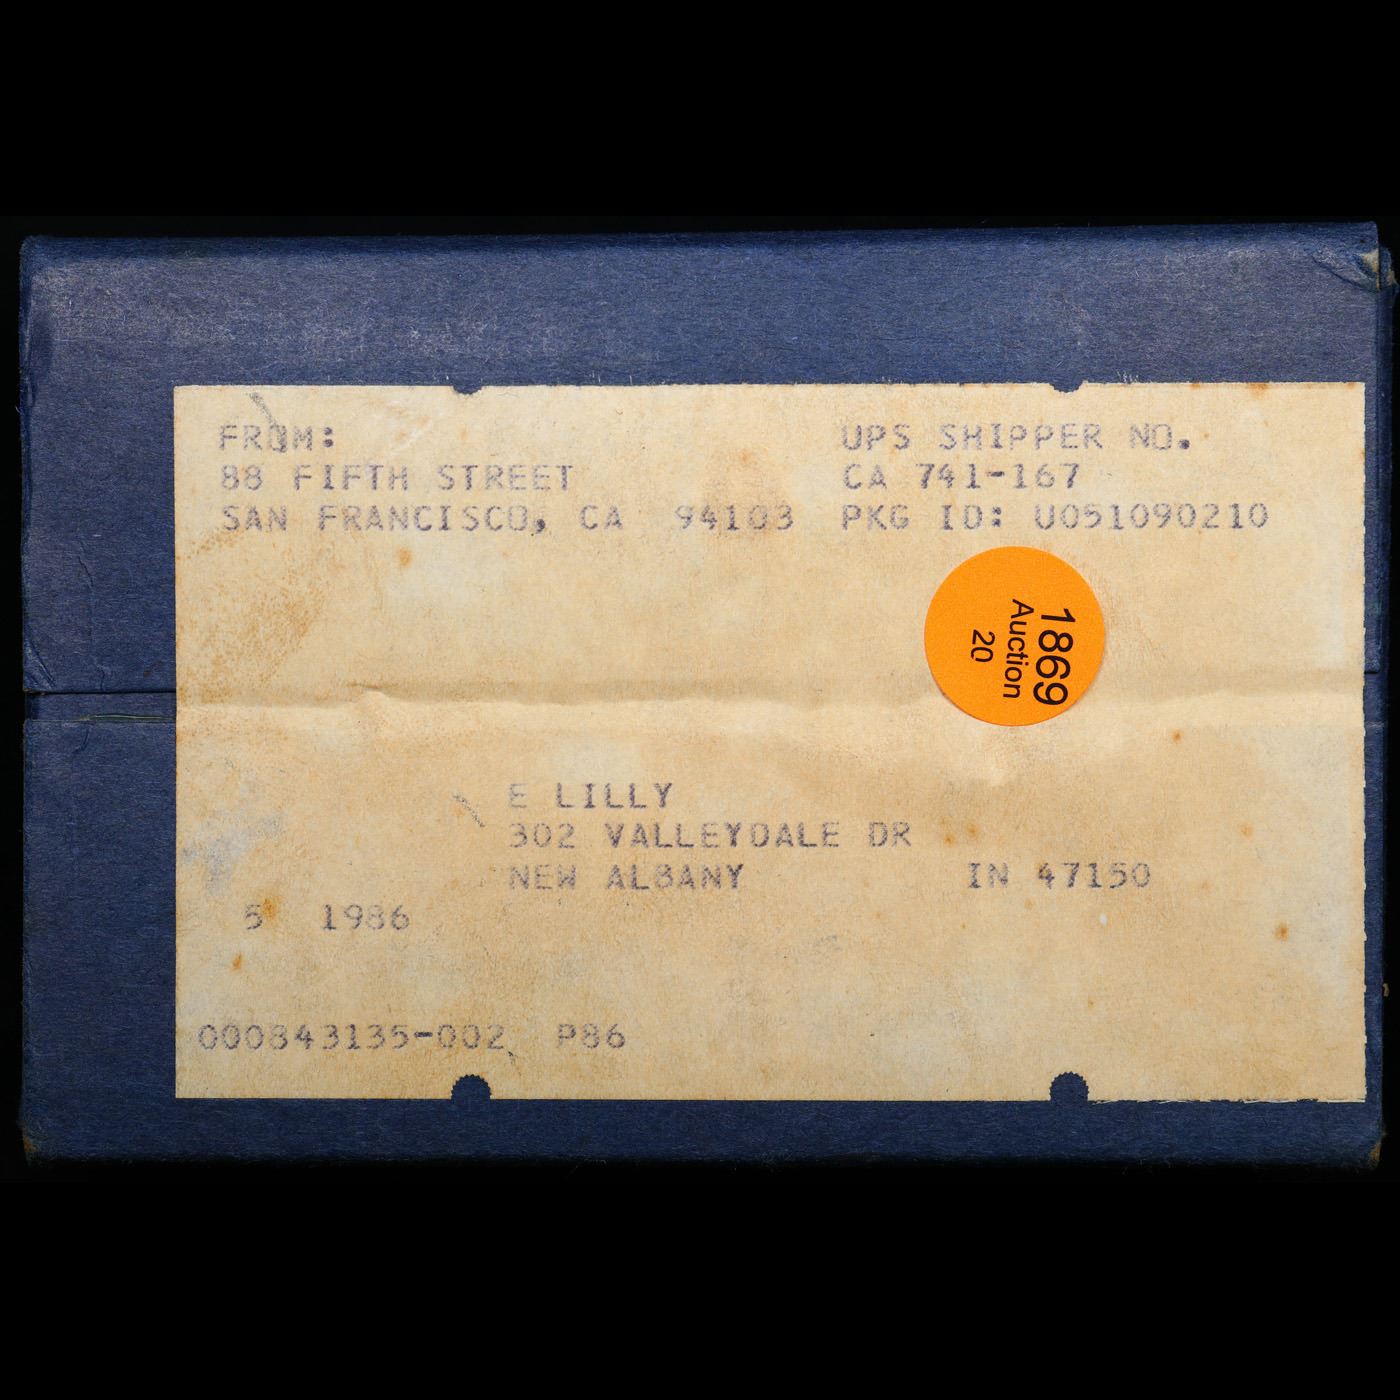 FROM:
88 FIFTH STREET
SAN FRANCISCO, CA 94103
UPS SHIPPER NO.
CA 741-167
PKG ID: U051090210
1869
Auction
20
E LILLY
302 VALLEYDALE DR
NEW ALBANY IN 47150
5 1986
000843135-002 P86